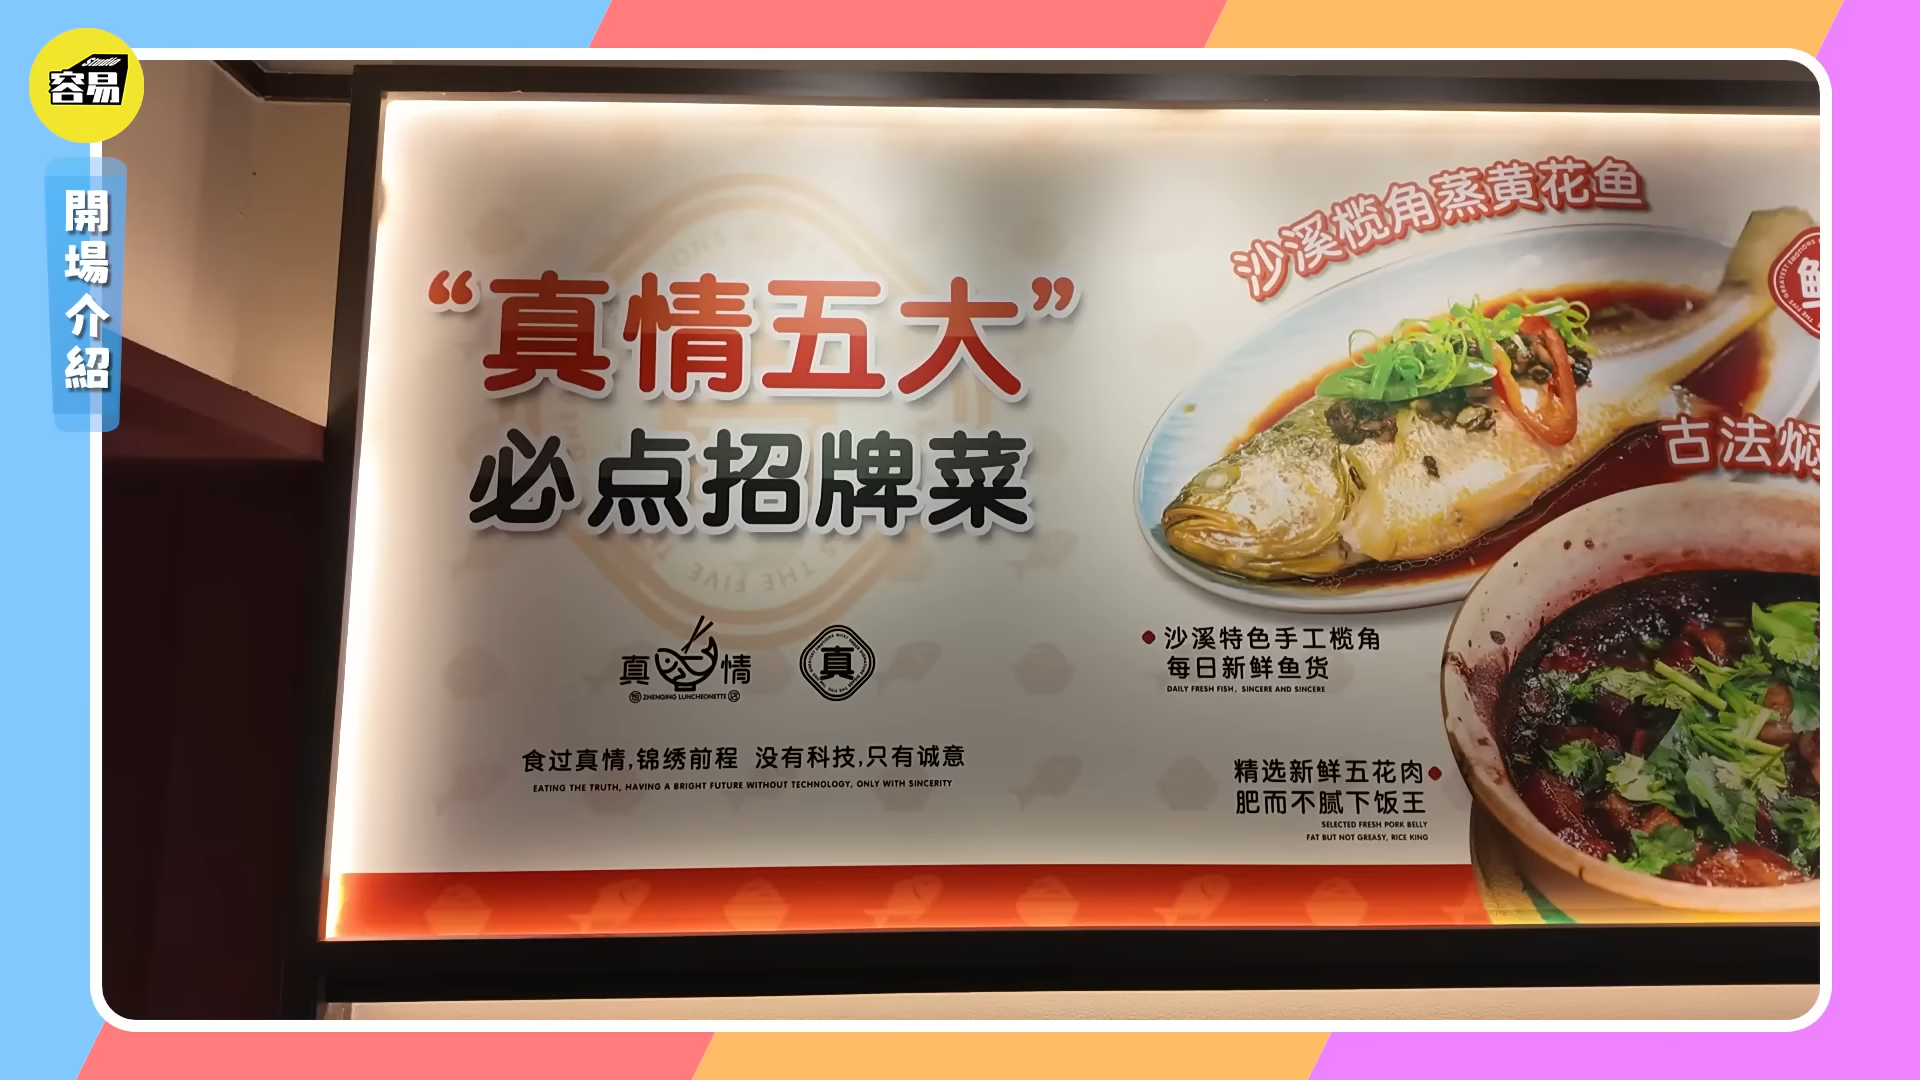 Studio
容易
開場介紹
“真情五大”
必点招牌菜
真情
ZHENQING LUNCHEONETTE
真
食过真情,锦绣前程 没有科技,只有诚意
EATING THE TRUTH, HAVING A BRIGHT FUTURE WITHOUT TECHNOLOGY, ONLY WITH SINCERITY
沙溪榄角蒸黄花鱼
古法焖
沙溪特色手工榄角
每日新鲜鱼货
DAILY FRESH FISH, SINCERE AND SINCERE
精选新鲜五花肉
肥而不腻下饭王
SELECTED FRESH PORK BELLY
FAT BUT NOT GREASY, RICE KING
THE FIVE